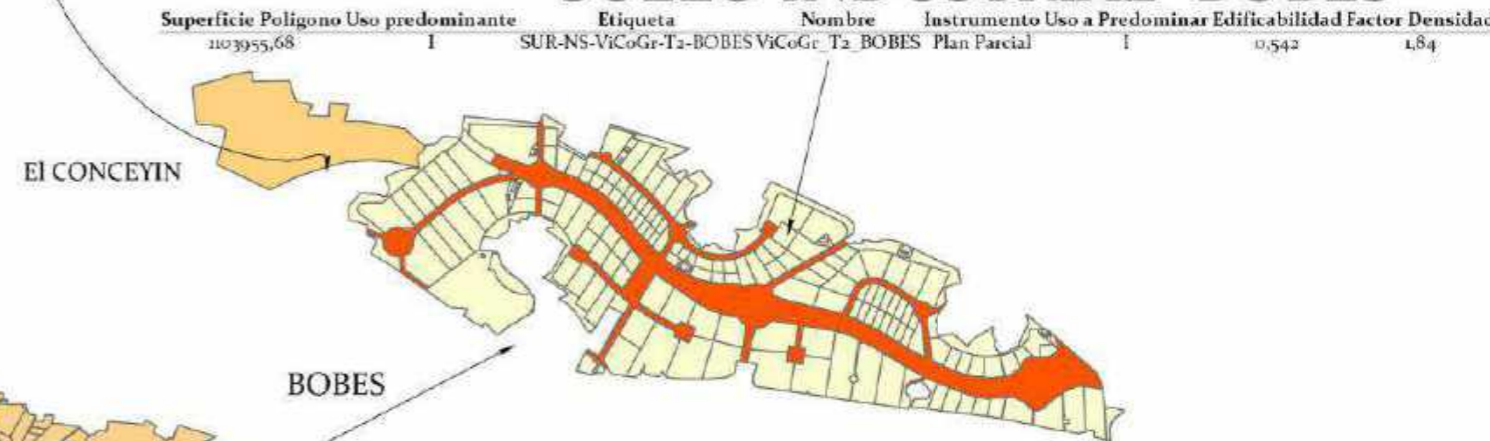 Superficie Poligono Uso predominante Etiqueta Nombre Instrumento Uso a Predominar Edificabilidad Factor Densidad
1103955,68 I SUR-NS-ViCoGr-T2-BOBES ViCoGr_T2_BOBES Plan Parcial I 0,542 1,84
El CONCEYIN
BOBES